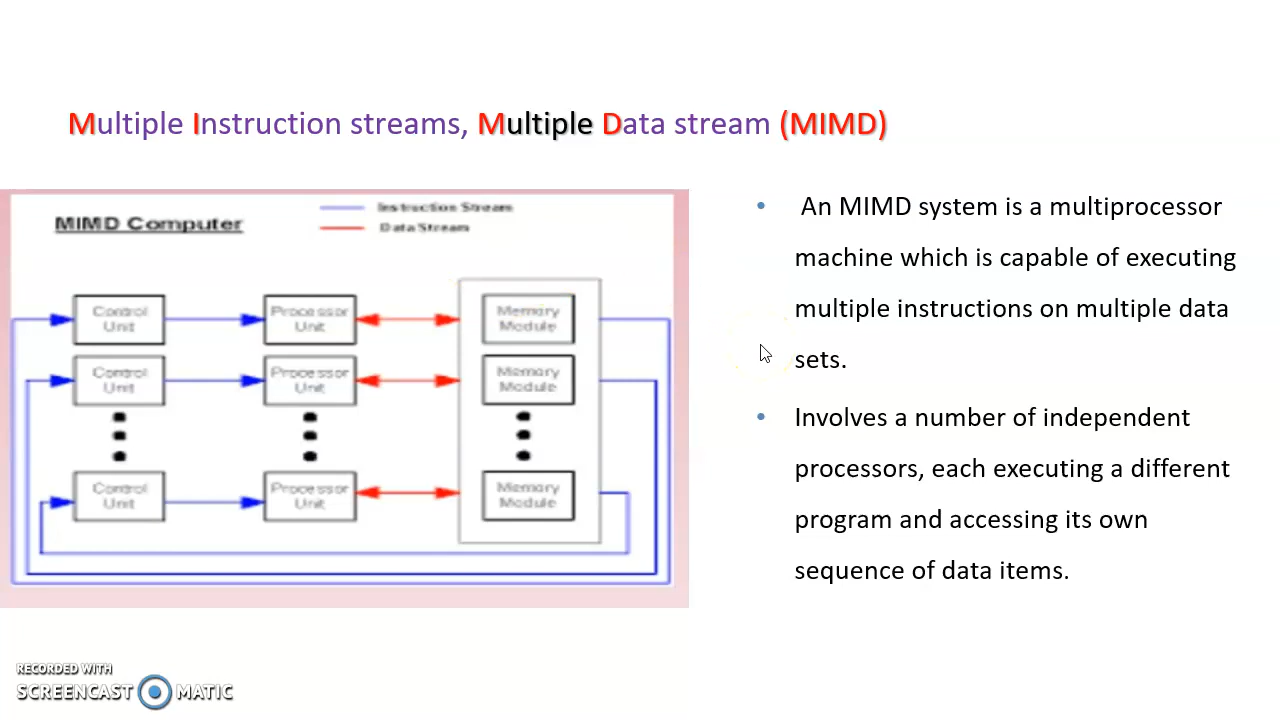 Multiple Instruction streams, Multiple Data stream (MIMD)
MIMD Computer
Instruction Stream
Data Stream
Control
Unit
Processor
Unit
Memory
Module
Control
Unit
Processor
Unit
Memory
Module
Control
Unit
Processor
Unit
Memory
Module
• An MIMD system is a multiprocessor
machine which is capable of executing
multiple instructions on multiple data
sets.
• Involves a number of independent
processors, each executing a different
program and accessing its own
sequence of data items.
RECORDED WITH
SCREENCAST MATIC